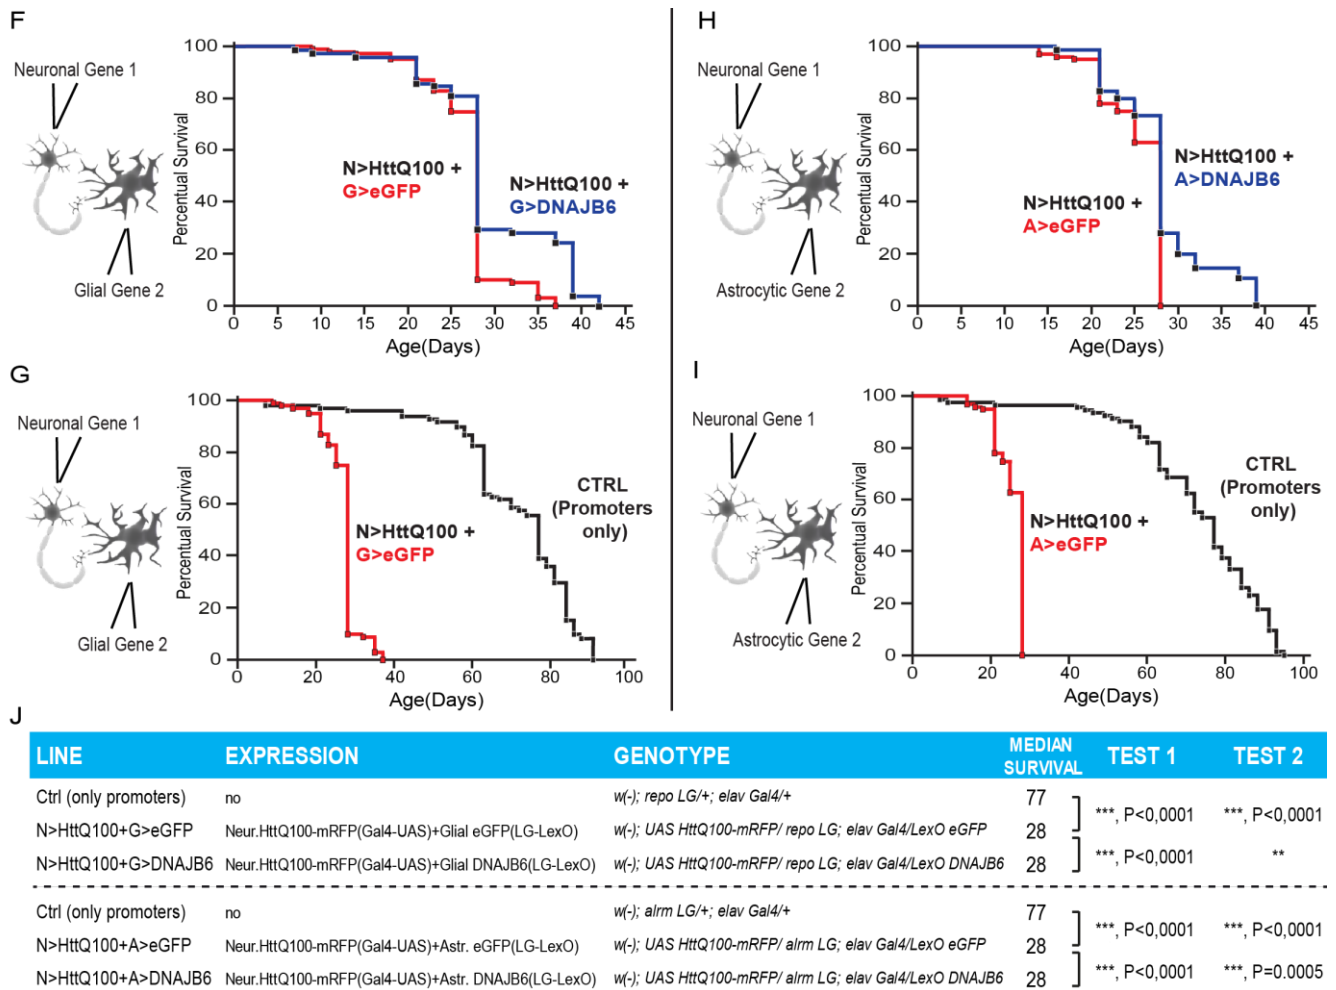 F
Neuronal Gene 1
Glial Gene 2
Percentual Survival
100
80
60
40
20
0
N>HttQ100 +
G>eGFP
N>HttQ100 +
G>DNAJB6
0 5 10 15 20 25 30 35 40 45
Age(Days)
H
Neuronal Gene 1
Astrocytic Gene 2
Percentual Survival
100
80
60
40
20
0
N>HttQ100 +
A>eGFP
N>HttQ100 +
A>DNAJB6
0 5 10 15 20 25 30 35 40 45
Age(Days)
G
Neuronal Gene 1
Glial Gene 2
Percentual Survival
100
80
60
40
20
0
N>HttQ100 +
G>eGFP
CTRL
(Promoters
only)
0 20 40 60 80 100
Age(Days)
I
Neuronal Gene 1
Astrocytic Gene 2
Percentual Survival
100
80
60
40
20
0
N>HttQ100 +
A>eGFP
CTRL
(Promoters
only)
0 20 40 60 80 100
Age(Days)
J
LINE EXPRESSION GENOTYPE MEDIAN SURVIVAL TEST 1 TEST 2
Ctrl (only promoters) no w(-); repo LG/+; elav Gal4/+ 77
***, P<0,0001 ***, P<0,0001
N>HttQ100+G>eGFP Neur.HttQ100-mRFP(Gal4-UAS)+Glial eGFP(LG-LexO) w(-); UAS HttQ100-mRFP/ repo LG; elav Gal4/LexO eGFP 28
***, P<0,0001 **
N>HttQ100+G>DNAJB6 Neur.HttQ100-mRFP(Gal4-UAS)+Glial DNAJB6(LG-LexO) w(-); UAS HttQ100-mRFP/ repo LG; elav Gal4/LexO DNAJB6 28
Ctrl (only promoters) no w(-); alrm LG/+; elav Gal4/+ 77
***, P<0,0001 ***, P<0,0001
N>HttQ100+A>eGFP Neur.HttQ100-mRFP(Gal4-UAS)+Astr. eGFP(LG-LexO) w(-); UAS HttQ100-mRFP/ alrm LG; elav Gal4/LexO eGFP 28
***, P<0,0001 ***, P=0.0005
N>HttQ100+A>DNAJB6 Neur.HttQ100-mRFP(Gal4-UAS)+Astr. DNAJB6(LG-LexO) w(-); UAS HttQ100-mRFP/ alrm LG; elav Gal4/LexO DNAJB6 28